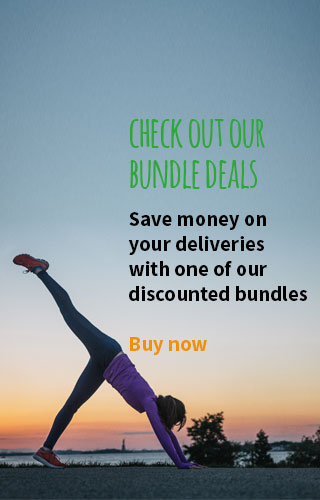 CHECK OUT OUR
BUNDLE DEALS
Save money on
your deliveries
with one of our
discounted bundles
Buy now